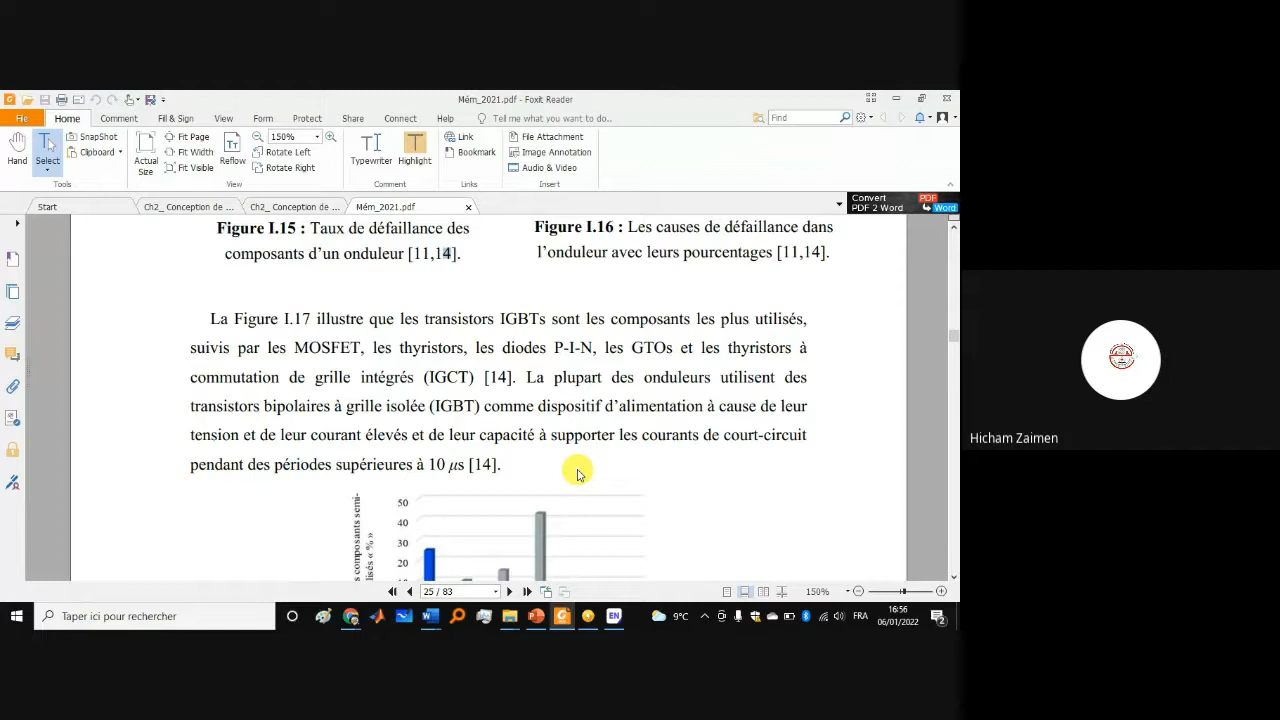 Mém_2021.pdf - Foxit Reader
File Home Comment Fill & Sign View Form Protect Share Connect Help Tell me what you want to do.. Find
Hand
Select
SnapShot
Clipboard
Tools
Actual Size
Fit Page
Fit Width
Fit Visible
Reflow
150%
Rotate Left
Rotate Right
View
Typewriter
Highlight
Comment
Link
Bookmark
Links
File Attachment
Image Annotation
Audio & Video
Insert
Start Ch2_ Conception de ... Ch2_ Conception de ... Mém_2021.pdf
Convert PDF
PDF 2 Word Word
Figure I.15 : Taux de défaillance des
composants d’un onduleur [11,14].
Figure I.16 : Les causes de défaillance dans
l’onduleur avec leurs pourcentages [11,14].
La Figure I.17 illustre que les transistors IGBTs sont les composants les plus utilisés,
suivis par les MOSFET, les thyristors, les diodes P-I-N, les GTOs et les thyristors à
commutation de grille intégrés (IGCT) [14]. La plupart des onduleurs utilisent des
transistors bipolaires à grille isolée (IGBT) comme dispositif d’alimentation à cause de leur
tension et de leur courant élevés et de leur capacité à supporter les courants de court-circuit
pendant des périodes supérieures à 10 µs [14].
s composants semi-
lisés « % »
50
40
30
20
25 / 83
150%
Taper ici pour rechercher
EN
9°C
FRA
16:56
06/01/2022
2
Hicham Zaimen